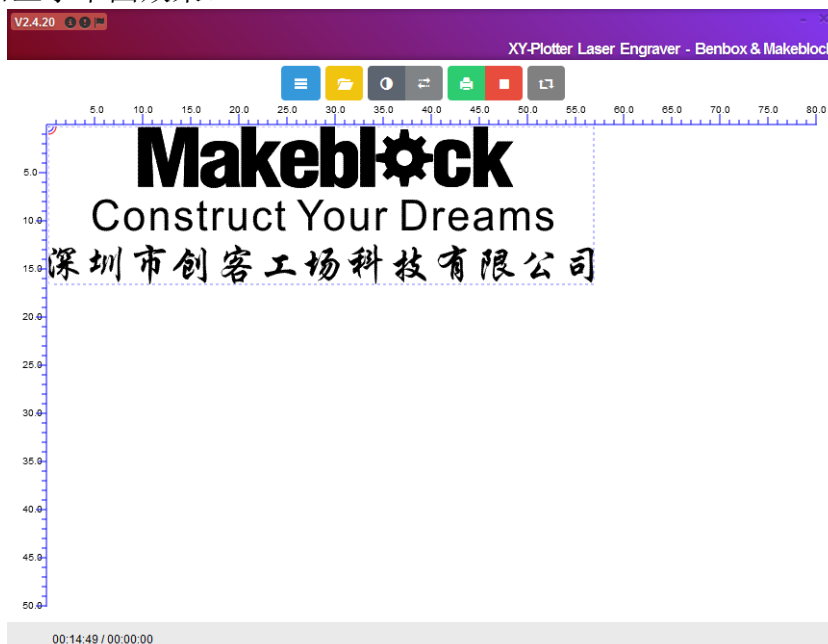 V2.4.20
XY-Plotter Laser Engraver - Benbox & Makeblock
5.0 10.0 15.0 20.0 25.0 30.0 35.0 40.0 45.0 50.0 55.0 60.0 65.0 70.0 75.0 80.0
Makeblock
5.0
Construct Your Dreams
10.0
深圳市创客工场科技有限公司
15.0
20.0
25.0
30.0
35.0
40.0
45.0
50.0
00:14:49 / 00:00:00